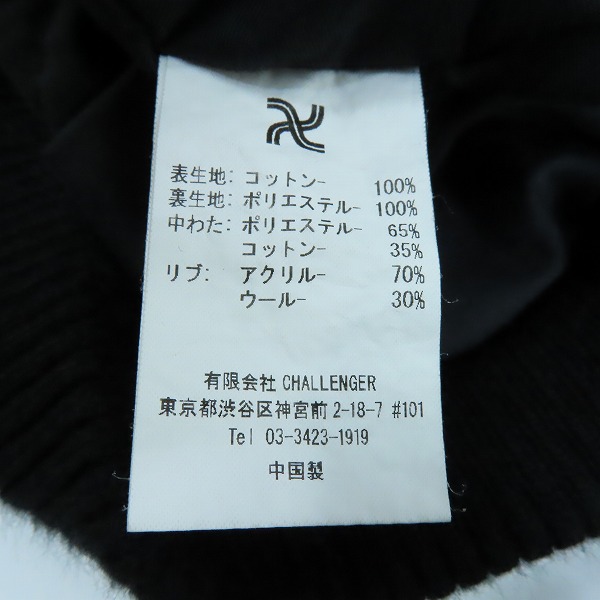 表生地: コットン- 100%
裏生地: ポリエステル- 100%
中わた: ポリエステル- 65%
コットン- 35%
リブ: アクリル- 70%
ウール- 30%
有限会社 CHALLENGER
東京都渋谷区神宮前 2-18-7 #101
Tel 03-3423-1919
中国製